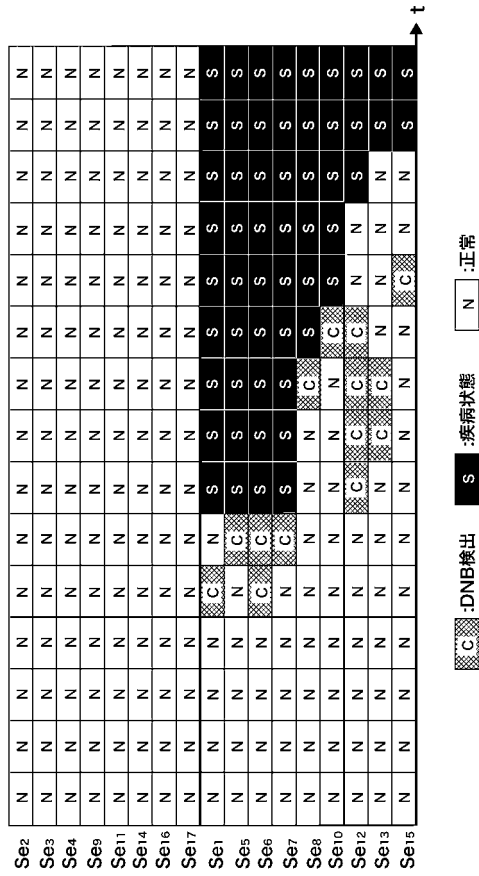 Se2 N N N N N N N N N N N N N N N
Se3 N N N N N N N N N N N N N N N
Se4 N N N N N N N N N N N N N N N
Se9 N N N N N N N N N N N N N N N
Se11 N N N N N N N N N N N N N N N
Se14 N N N N N N N N N N N N N N N
Se16 N N N N N N N N N N N N N N N
Se17 N N N N N N N N N N N N N N N
Se1 N N N N C N S S S S S S S S S
Se5 N N N N N C S S S S S S S S S
Se6 N N N N C C S S S S S S S S S
Se7 N N N N N C S S S S S S S S S
Se8 N N N N N N N N C S S S S S S
Se10 N N N N N N N N N C S S S S S
Se12 N N N N N N C C C C N N S S S
Se13 N N N N N N N C C N N N N S S
Se15 N N N N N N N N N N C N N S S
t
C :DNB検出 S :疾病状態 N :正常